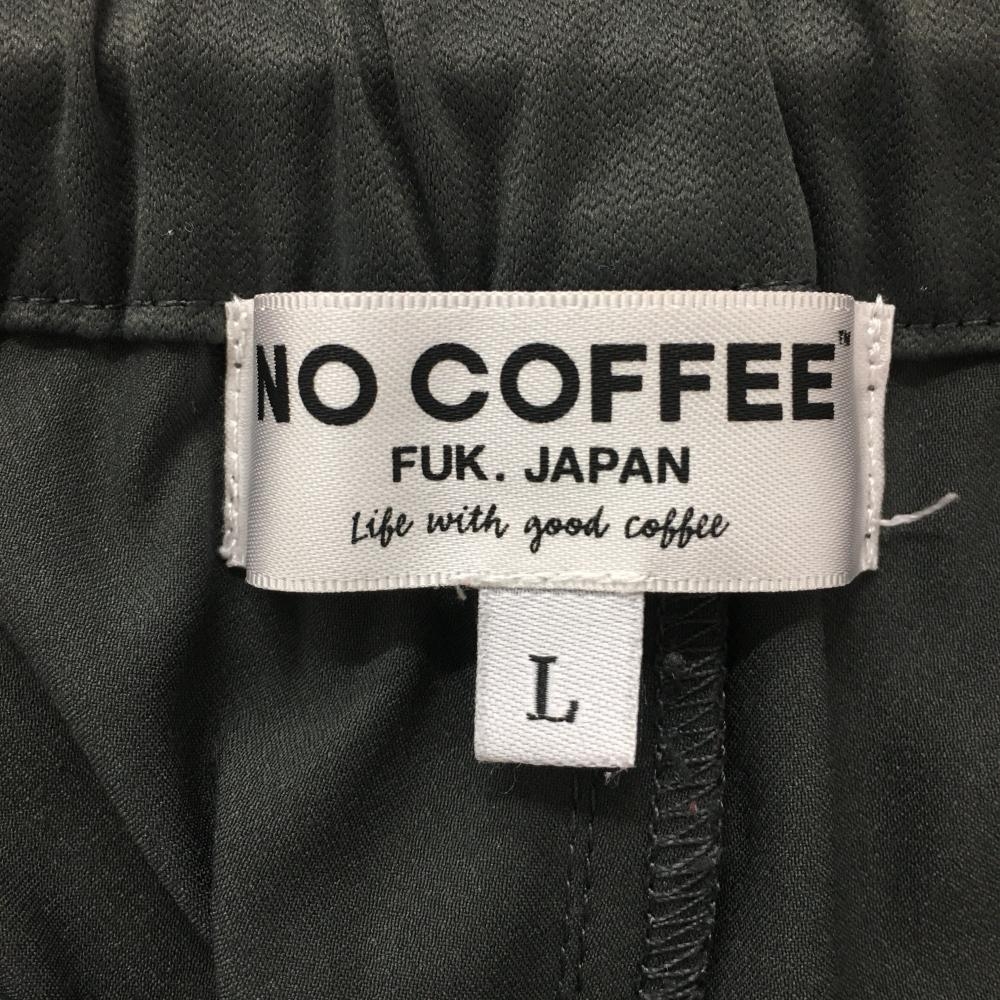 NO COFFEE™
FUK. JAPAN
Life with good coffee
L